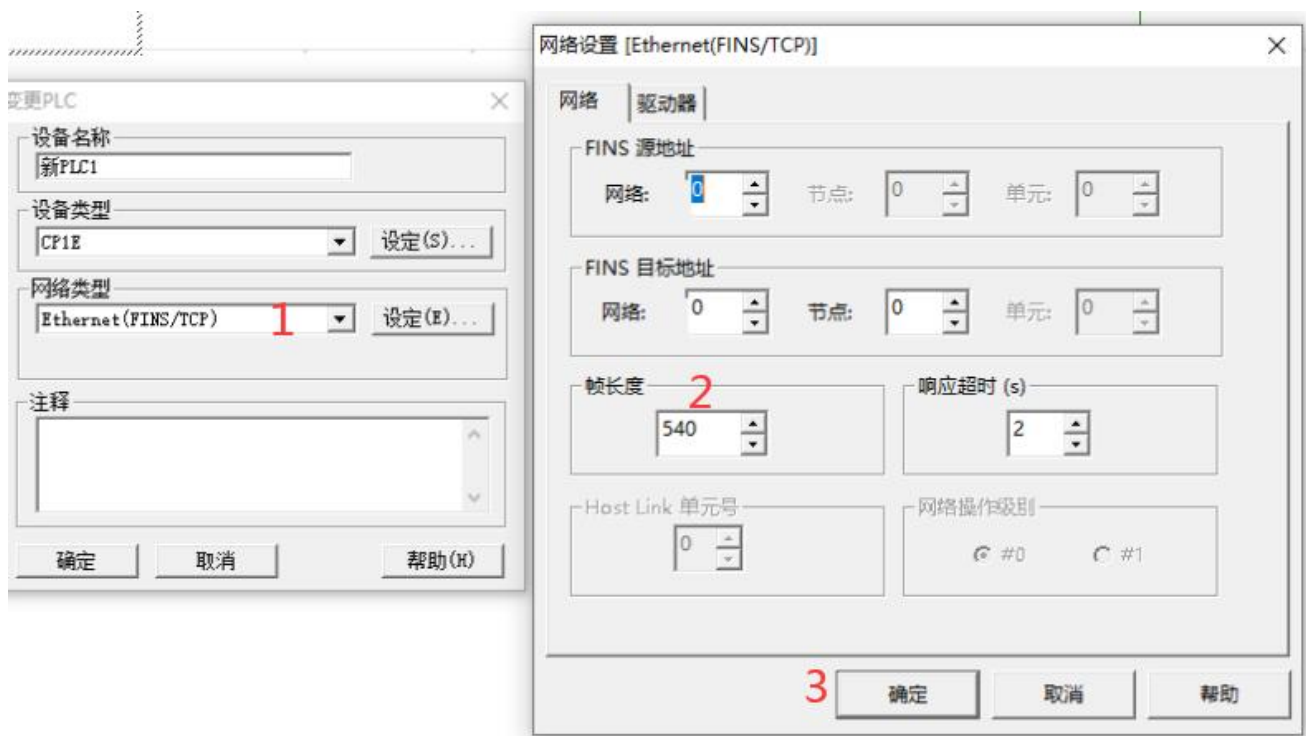 变更PLC
设备名称
新PLC1
设备类型
CP1E
设定(S)...
网络类型
Ethernet(FINS/TCP)
1
设定(E)...
注释
确定
取消
帮助(H)
网络设置 [Ethernet(FINS/TCP)]
网络
驱动器
FINS 源地址
网络: 0 节点: 0 单元: 0
FINS 目标地址
网络: 0 节点: 0 单元: 0
帧长度
2
540
响应超时 (s)
2
Host Link 单元号
0
网络操作级别
#0 #1
3
确定
取消
帮助